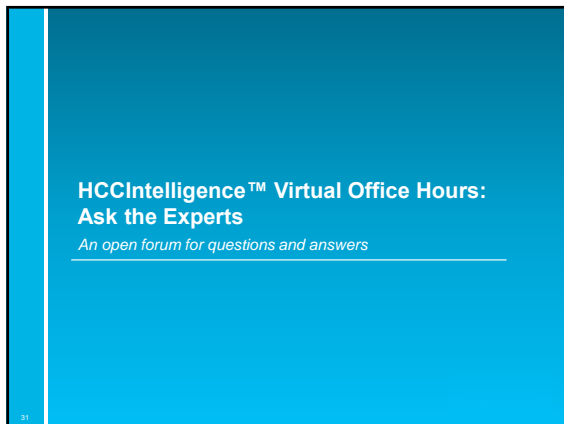 HCCIntelligence™ Virtual Office Hours:
Ask the Experts
An open forum for questions and answers
31